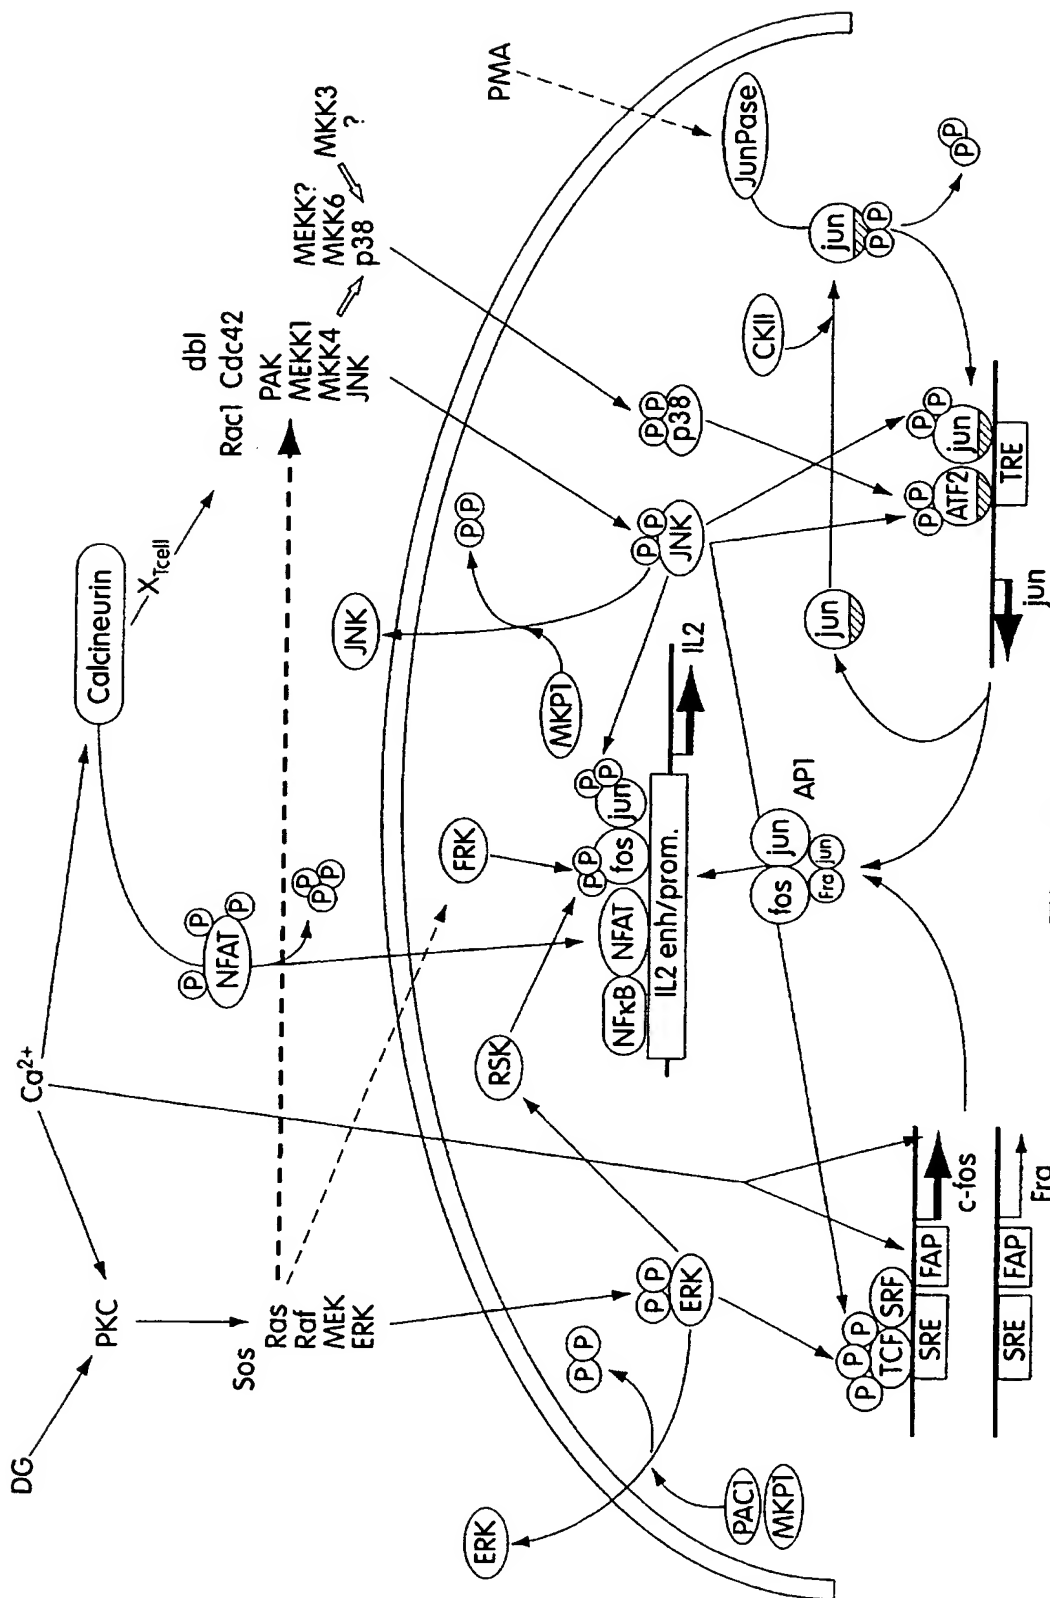 DG
PKC
Ca2+
Calcineurin
XTcell
Sos
Ras
Raf
MEK
ERK
P
P
P
NFAT
P
P
P
dbl
Rac1 Cdc42
PAK
MEKK1
MKK4
JNK
MEKK?
MKK6
p38
MKK3
?
PMA
ERK
PAC1
MKP1
P
P
P
P
ERK
RSK
FRK
JNK
MKP1
P
P
P
P
JNK
P
P
p38
CKII
JunPase
jun
P
P
P
P
NFκB
NFAT
P
P
fos
P
P
jun
IL2 enh/prom.
IL2
fos
jun
Fra
jun
AP1
jun
P
P
ATF2
P
P
jun
TRE
jun
P
P
P
TCF
SRF
SRE
FAP
c-fos
SRE
FAP
Fra